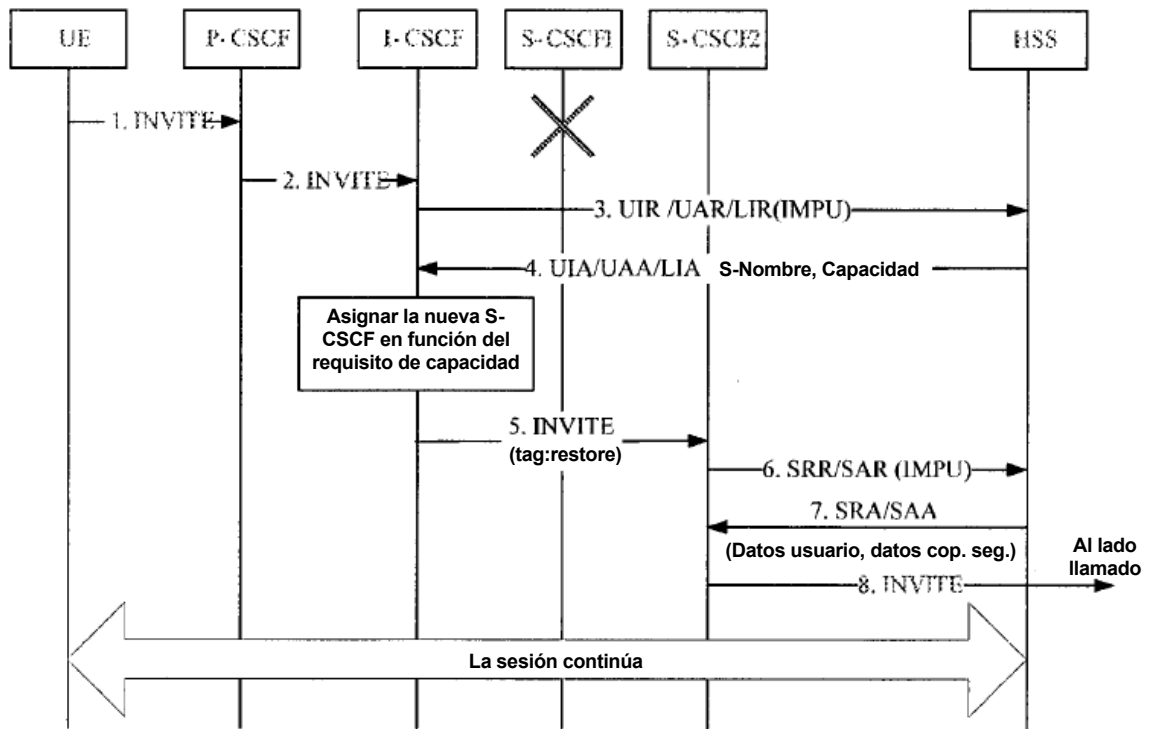 UE
P-CSCF
I-CSCF
S-CSCF1
S-CSCF2
HSS
1. INVITE
2. INVITE
3. UIR /UAR/LIR(IMPU)
4. UIA/UAA/LIA S-Nombre, Capacidad
Asignar la nueva S-
CSCF en función del
requisito de capacidad
5. INVITE
(tag:restore)
6. SRR/SAR (IMPU)
7. SRA/SAA
(Datos usuario, datos cop. seg.)
Al lado
llamado
8. INVITE
La sesión continúa